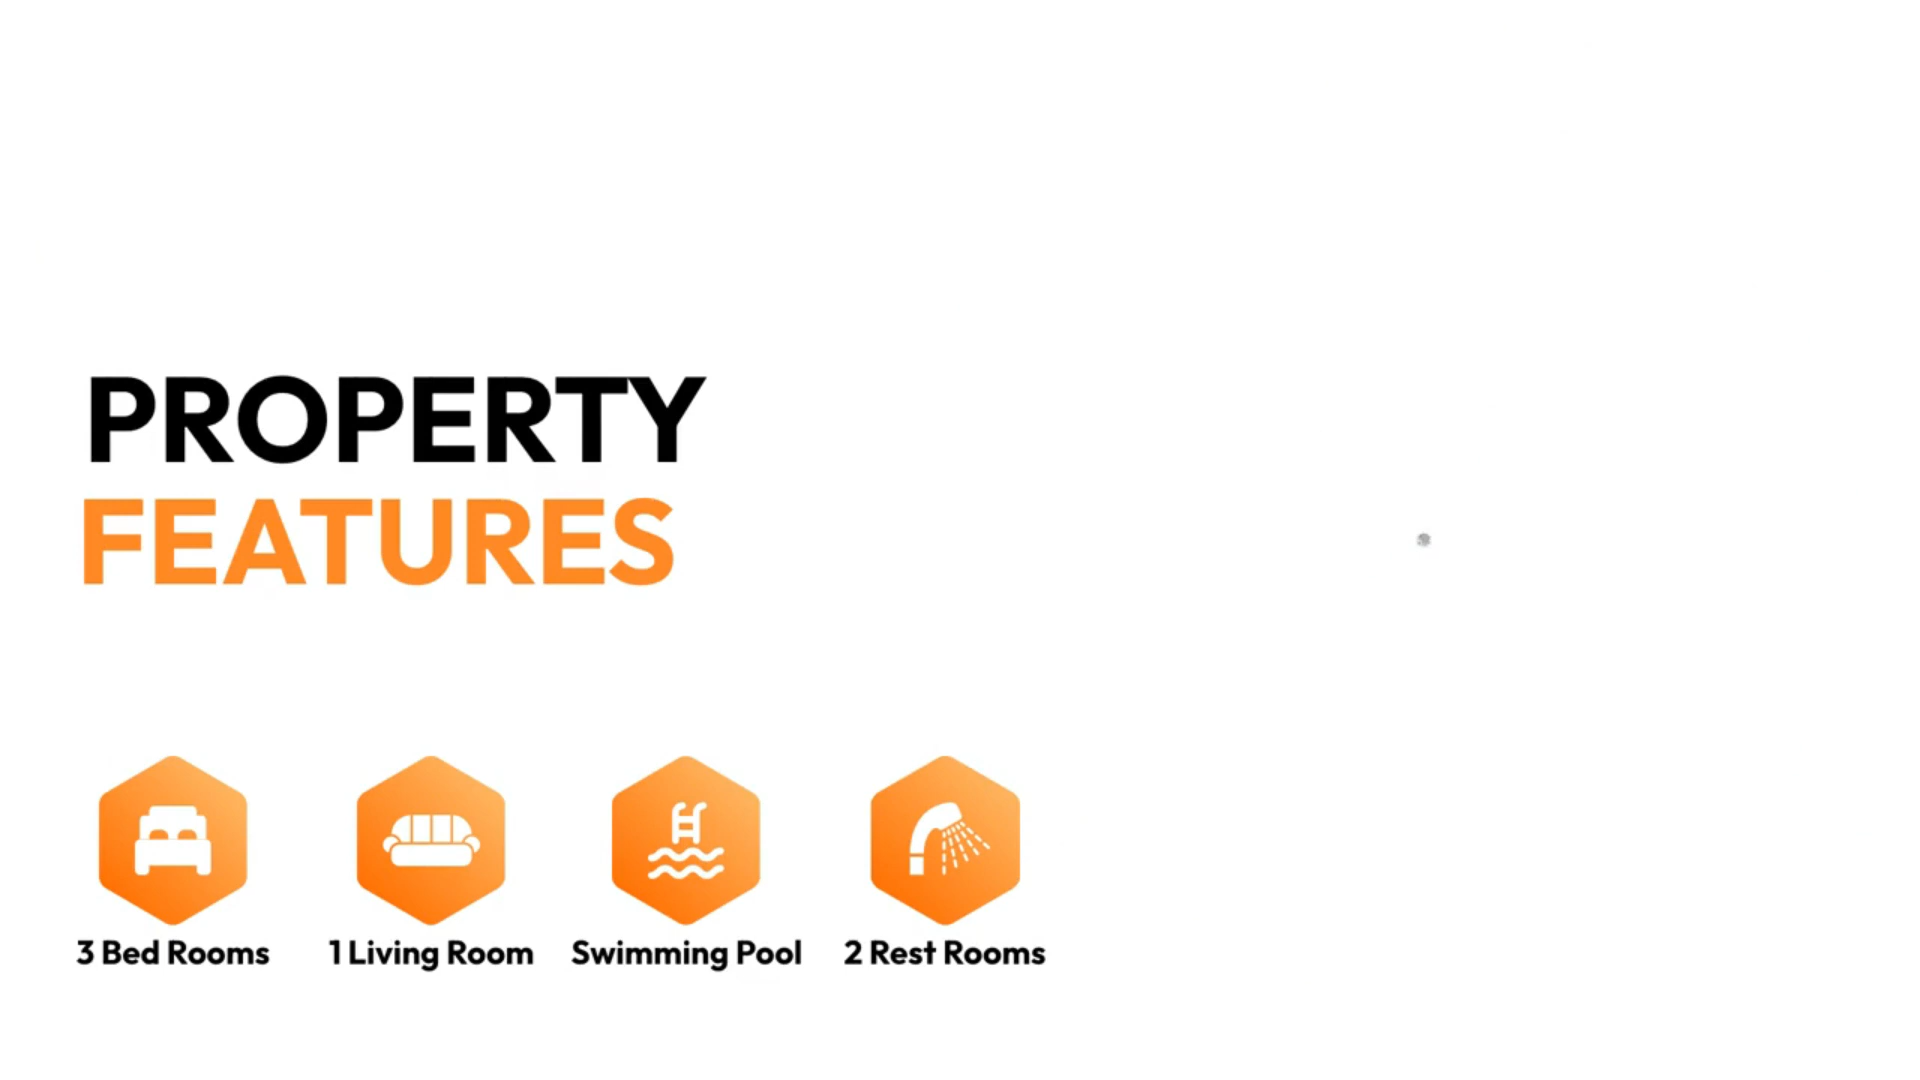 PROPERTY
FEATURES
3 Bed Rooms
1 Living Room
Swimming Pool
2 Rest Rooms